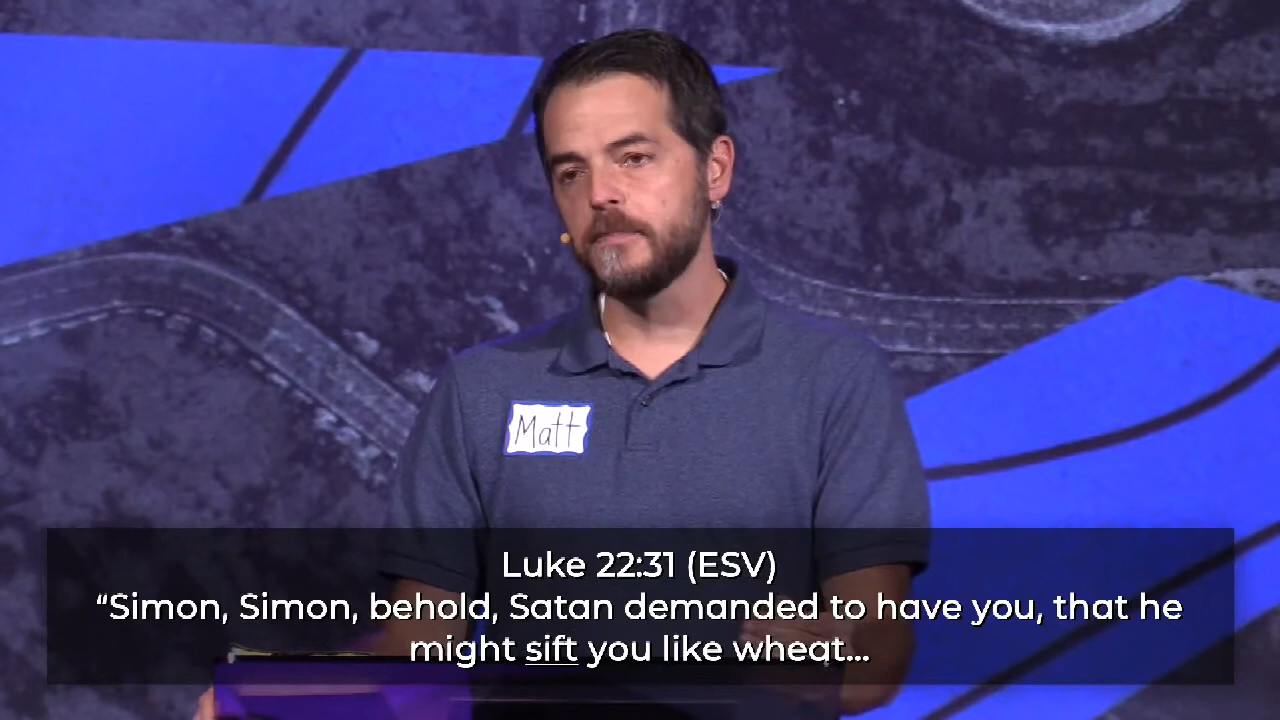 Matt
Luke 22:31 (ESV)
“Simon, Simon, behold, Satan demanded to have you, that he
might sift you like wheat...